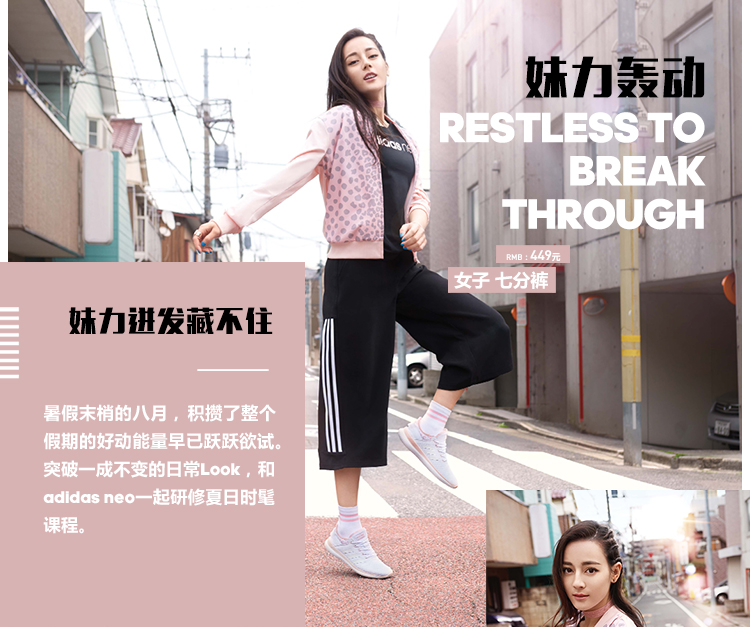 妹力轰动
RESTLESS TO
BREAK
THROUGH
RMB：449元
女子 七分裤
adidas neo
妹力迸发藏不住
暑假末梢的八月，积攒了整个
假期的好动能量早已跃跃欲试。
突破一成不变的日常Look，和
adidas neo一起研修夏日时髦
课程。